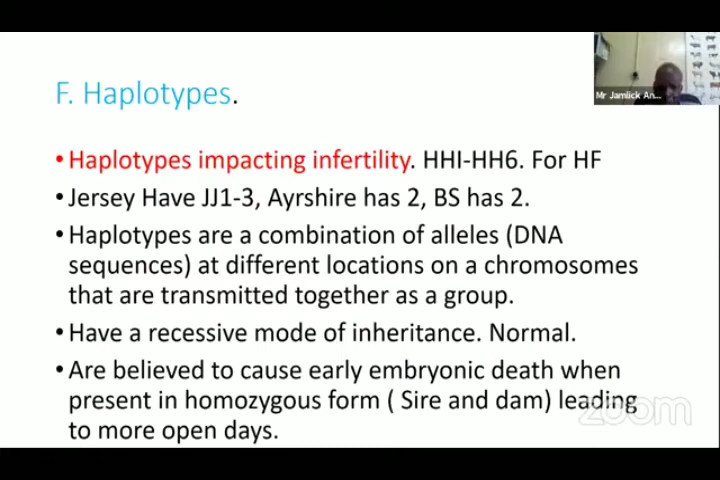 F. Haplotypes.
Mr Jamlick An...
• Haplotypes impacting infertility. HHI-HH6. For HF
• Jersey Have JJ1-3, Ayrshire has 2, BS has 2.
• Haplotypes are a combination of alleles (DNA
sequences) at different locations on a chromosomes
that are transmitted together as a group.
• Have a recessive mode of inheritance. Normal.
• Are believed to cause early embryonic death when
present in homozygous form ( Sire and dam) leading
to more open days.
zoom